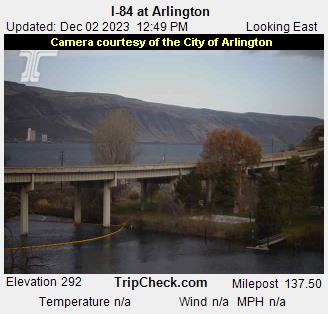 I-84 at Arlington
Updated: Dec 02 2023 12:49 PM Looking East
Camera courtesy of the City of Arlington
Elevation 292 TripCheck.com Milepost 137.50
Temperature n/a Wind n/a MPH n/a